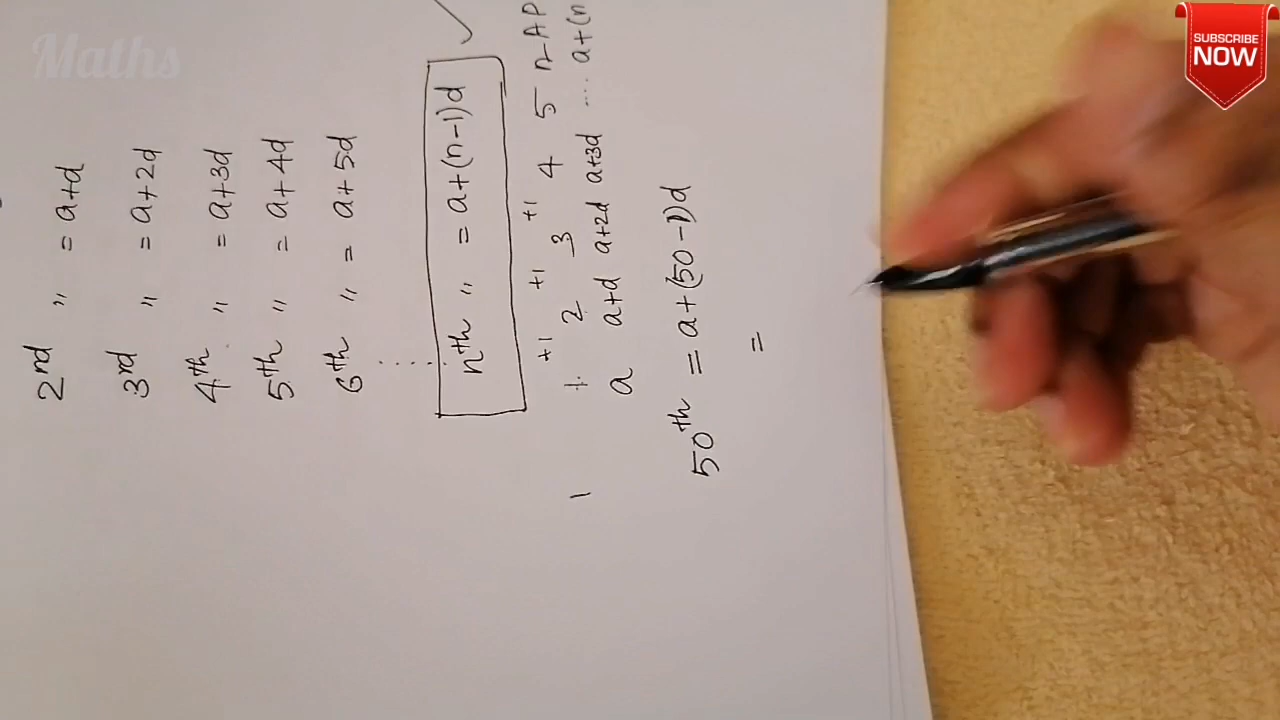 Maths
SUBSCRIBE
NOW
2nd " = a+d
3rd " = a+2d
4th " = a+3d
5th " = a+4d
6th " = a+5d
nth " = a+(n-1)d
+1 +1 +1
1 2 3 4 5 n-AP
a a+d a+2d a+3d .... a+(n
50th = a+(50-1)d
=